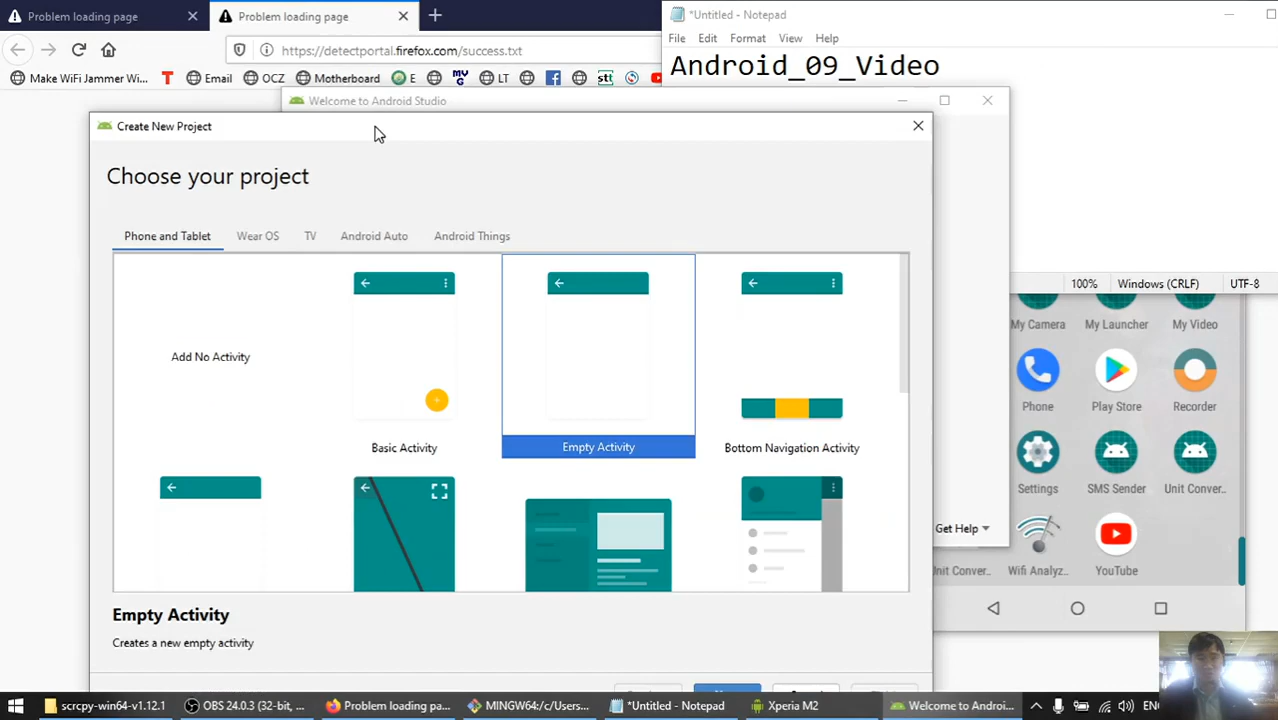 Problem loading page
Problem loading page
*Untitled - Notepad
https://detectportal.firefox.com/success.txt
File Edit Format View Help
Make WiFi Jammer Wi... T Email OCZ Motherboard E MVG LT stt
Android_09_Video
Welcome to Android Studio
Create New Project
Choose your project
Phone and Tablet Wear OS TV Android Auto Android Things
100% Windows (CRLF) UTF-8
My Camera My Launcher My Video
Add No Activity
Phone Play Store Recorder
Basic Activity Empty Activity Bottom Navigation Activity
Settings SMS Sender Unit Conver...
Get Help
Unit Conver.. Wifi Analyz... YouTube
Empty Activity
Creates a new empty activity
scrcpy-win64-v1.12.1 OBS 24.0.3 (32-bit, ... Problem loading pa... MINGW64:/c/Users... *Untitled - Notepad Xperia M2 Welcome to Androi...